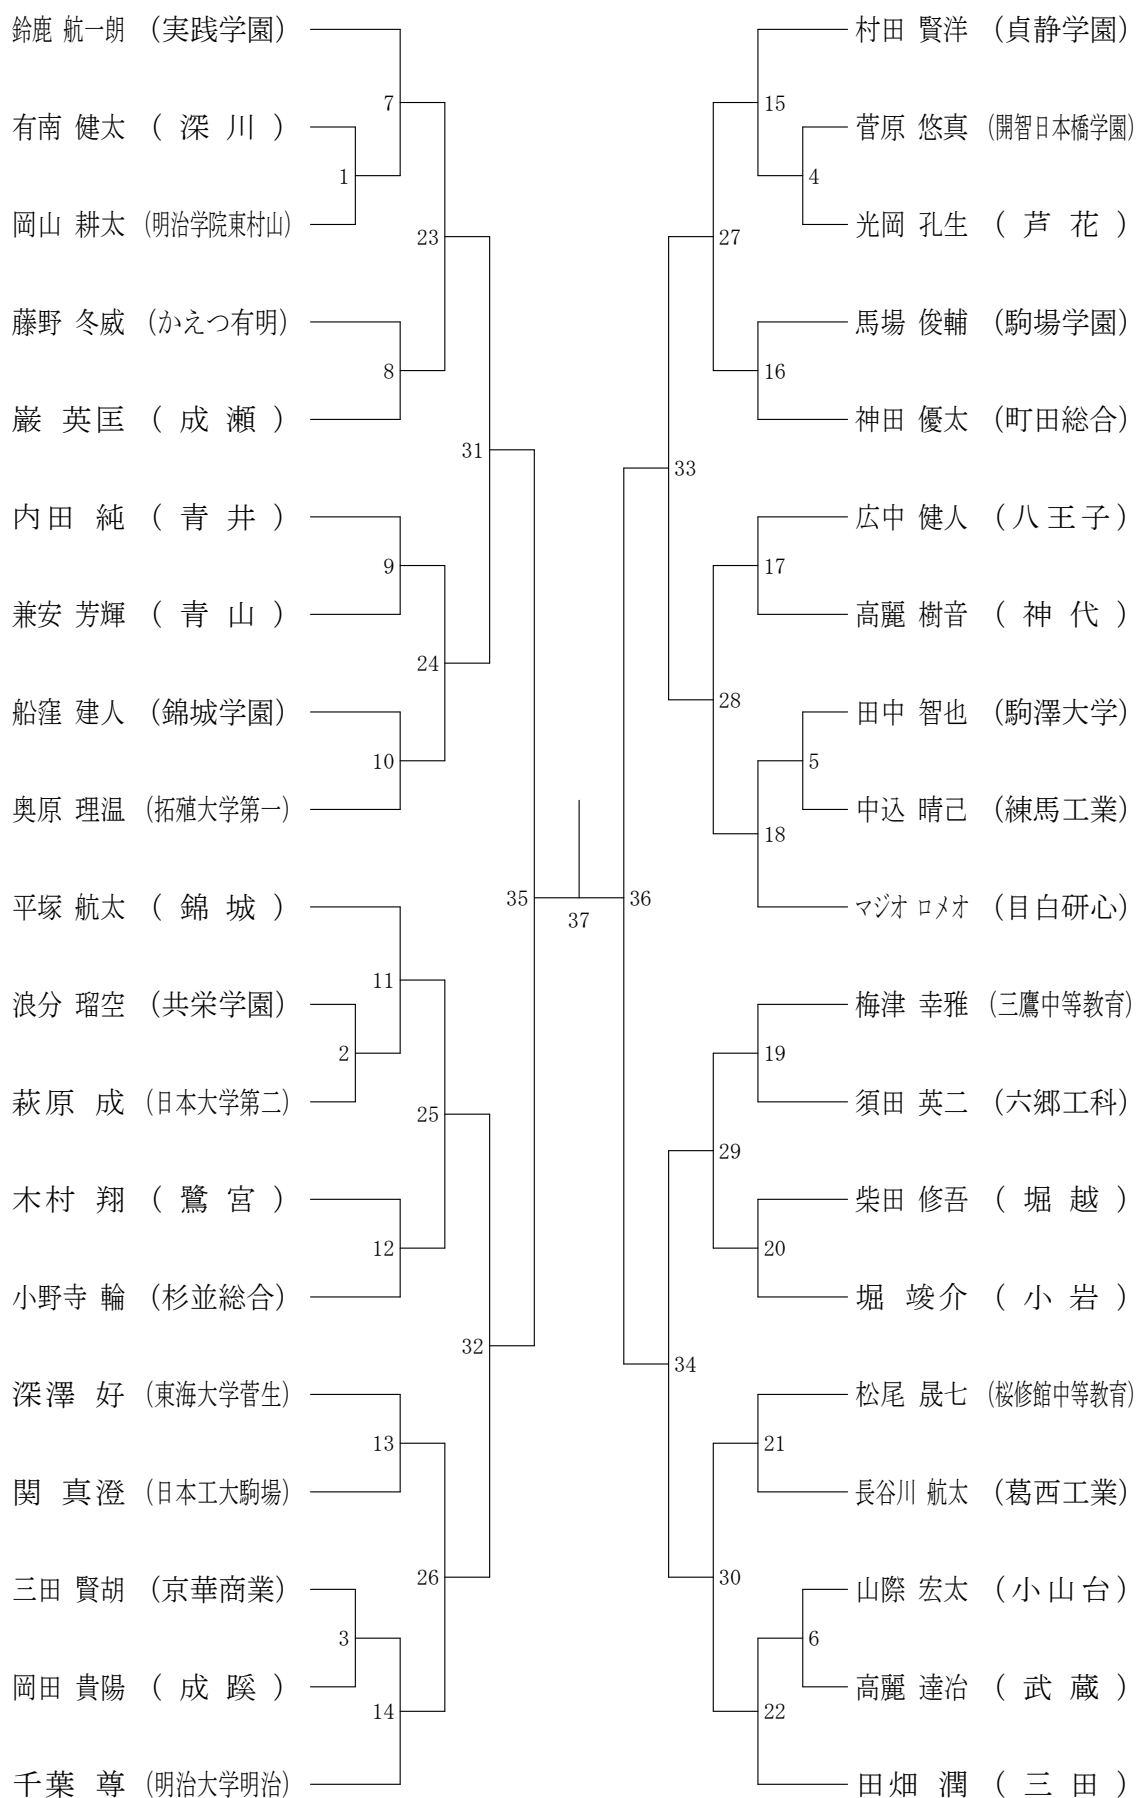 鈴鹿 航一朗 (実践学園)
7
有南 健太 ( 深 川 )
1
岡山 耕太 (明治学院東村山)
23
藤野 冬威 (かえつ有明)
8
巌 英匡 ( 成 瀬 )
31
内田 純 ( 青 井 )
9
兼安 芳輝 ( 青 山 )
24
船窪 建人 (錦城学園)
10
奥原 理温 (拓殖大学第一)
平塚 航太 ( 錦 城 )
35
11
浪分 瑠空 (共栄学園)
2
萩原 成 (日本大学第二)
25
木村 翔 ( 鷺 宮 )
12
小野寺 輪 (杉並総合)
32
深澤 好 (東海大学菅生)
13
関 真澄 (日本工大駒場)
26
三田 賢胡 (京華商業)
3
岡田 貴陽 ( 成 蹊 )
14
千葉 尊 (明治大学明治)
37
村田 賢洋 (貞静学園)
15
菅原 悠真 (開智日本橋学園)
4
光岡 孔生 ( 芦 花 )
27
馬場 俊輔 (駒場学園)
16
神田 優太 (町田総合)
33
広中 健人 (八王子)
17
高麗 樹音 ( 神 代 )
28
田中 智也 (駒澤大学)
5
中込 晴己 (練馬工業)
18
マジオ ロメオ (目白研心)
36
梅津 幸雅 (三鷹中等教育)
19
須田 英二 (六郷工科)
29
柴田 修吾 ( 堀 越 )
20
堀 竣介 ( 小 岩 )
34
松尾 晟七 (桜修館中等教育)
21
長谷川 航太 (葛西工業)
30
山際 宏太 (小山台)
6
高麗 達冶 ( 武 蔵 )
22
田畑 潤 ( 三 田 )